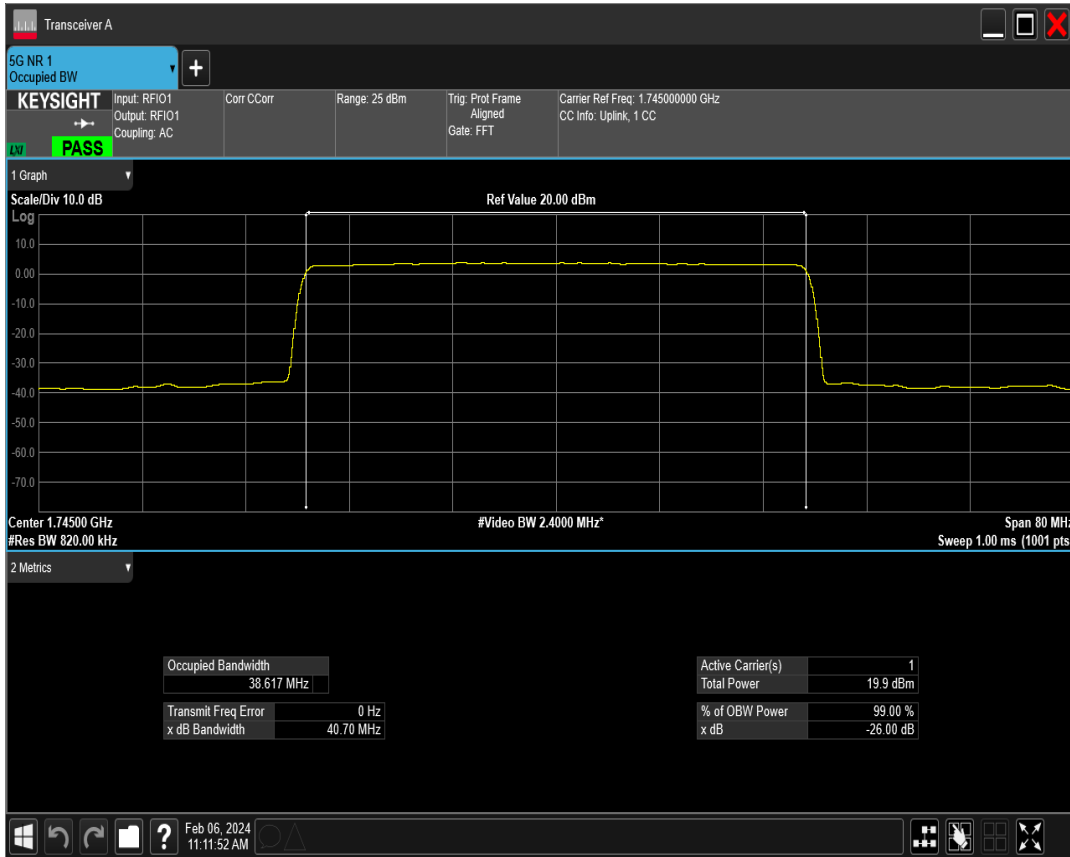 Transceiver A
5G NR 1
Occupied BW
KEYSIGHT
LXI
PASS
Input: RFIO1
Output: RFIO1
Coupling: AC
Corr CCorr
Range: 25 dBm
Trig: Prot Frame
Aligned
Gate: FFT
Carrier Ref Freq: 1.745000000 GHz
CC Info: Uplink, 1 CC
1 Graph
Scale/Div 10.0 dB
Ref Value 20.00 dBm
Log
10.0
0.00
-10.0
-20.0
-30.0
-40.0
-50.0
-60.0
-70.0
Center 1.74500 GHz
#Video BW 2.4000 MHz*
Span 80 MHz
#Res BW 820.00 kHz
Sweep 1.00 ms (1001 pts
2 Metrics
Occupied Bandwidth
38.617 MHz
Transmit Freq Error 0 Hz
x dB Bandwidth 40.70 MHz
Active Carrier(s) 1
Total Power 19.9 dBm
% of OBW Power 99.00 %
x dB -26.00 dB
?
Feb 06, 2024
11:11:52 AM